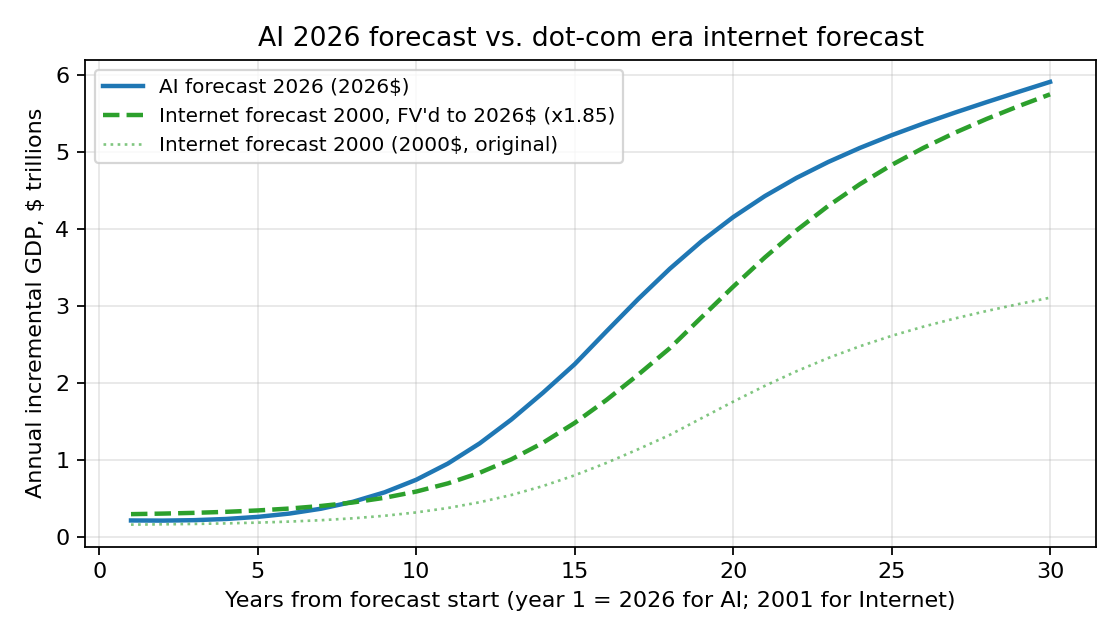 AI 2026 forecast vs. dot-com era internet forecast
AI forecast 2026 (2026$)
Internet forecast 2000, FV'd to 2026$ (x1.85)
Internet forecast 2000 (2000$, original)
Annual incremental GDP, $ trillions
6
5
4
3
2
1
0
0 5 10 15 20 25 30
Years from forecast start (year 1 = 2026 for AI; 2001 for Internet)